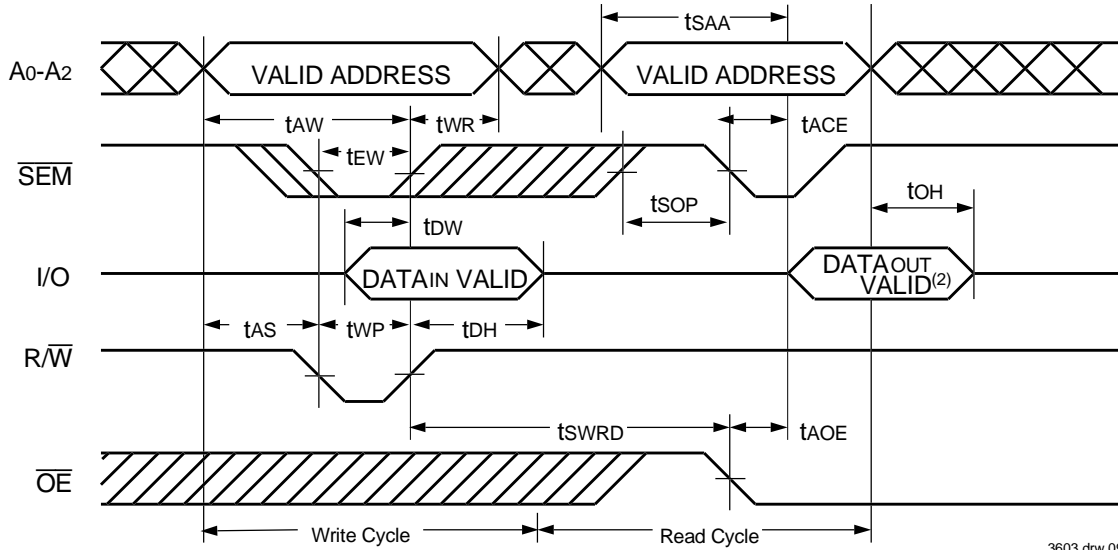 tSAA
A0-A2
VALID ADDRESS
VALID ADDRESS
tAW
tWR
tACE
tEW
SEM
tSOP
tOH
tDW
I/O
DATAIN VALID
DATAOUT
VALID(2)
tAS
tWP
tDH
R/W
tSWRD
tAOE
OE
Write Cycle
Read Cycle